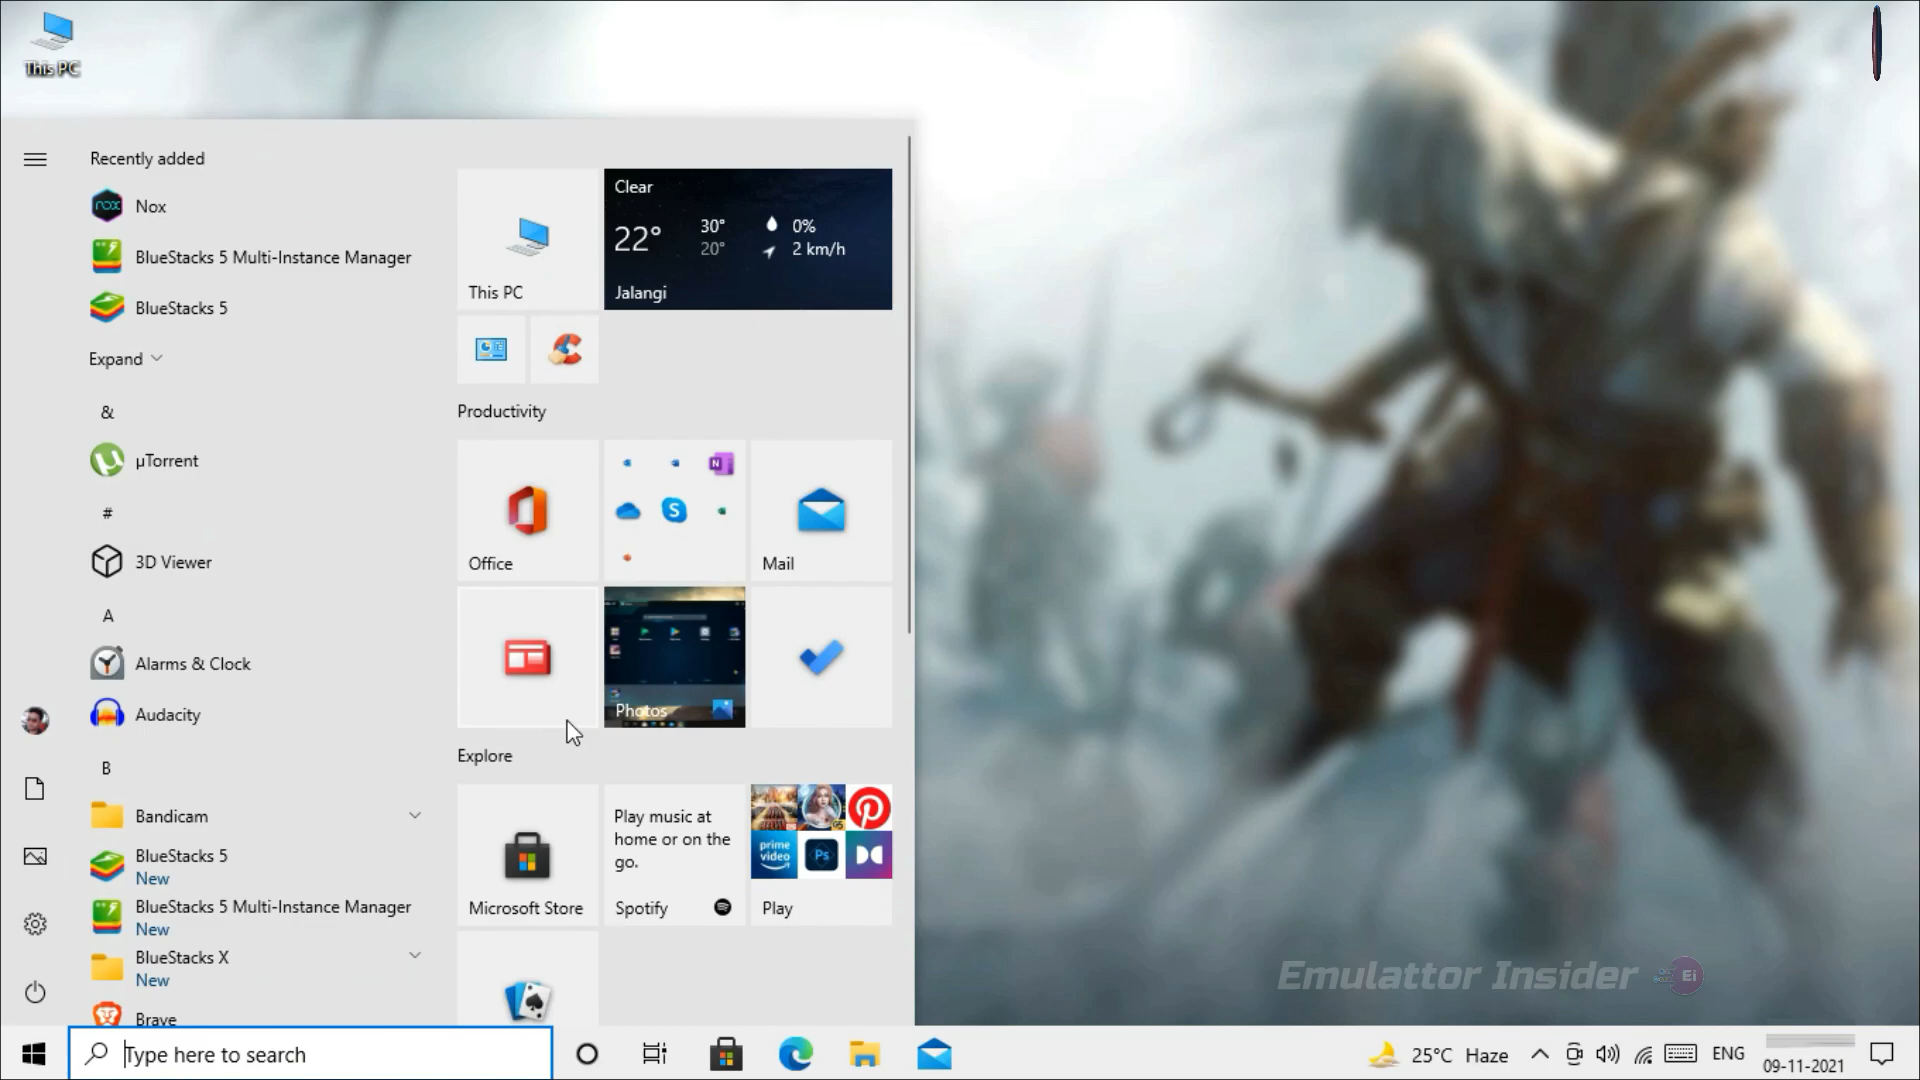 This PC
Recently added
Nox
BlueStacks 5 Multi-Instance Manager
BlueStacks 5
Expand
&
µTorrent
#
3D Viewer
A
Alarms & Clock
Audacity
B
Bandicam
BlueStacks 5
New
BlueStacks 5 Multi-Instance Manager
New
BlueStacks X
New
Brave
This PC
Clear
22°
30°
20°
0%
2 km/h
Jalangi
Productivity
Office
N
S
Mail
Photos
Explore
Microsoft Store
Play music at
home or on the
go.
Spotify
prime
video
Ps
Play
Emulattor Insider
Ei
Type here to search
25°C Haze
ENG
09-11-2021